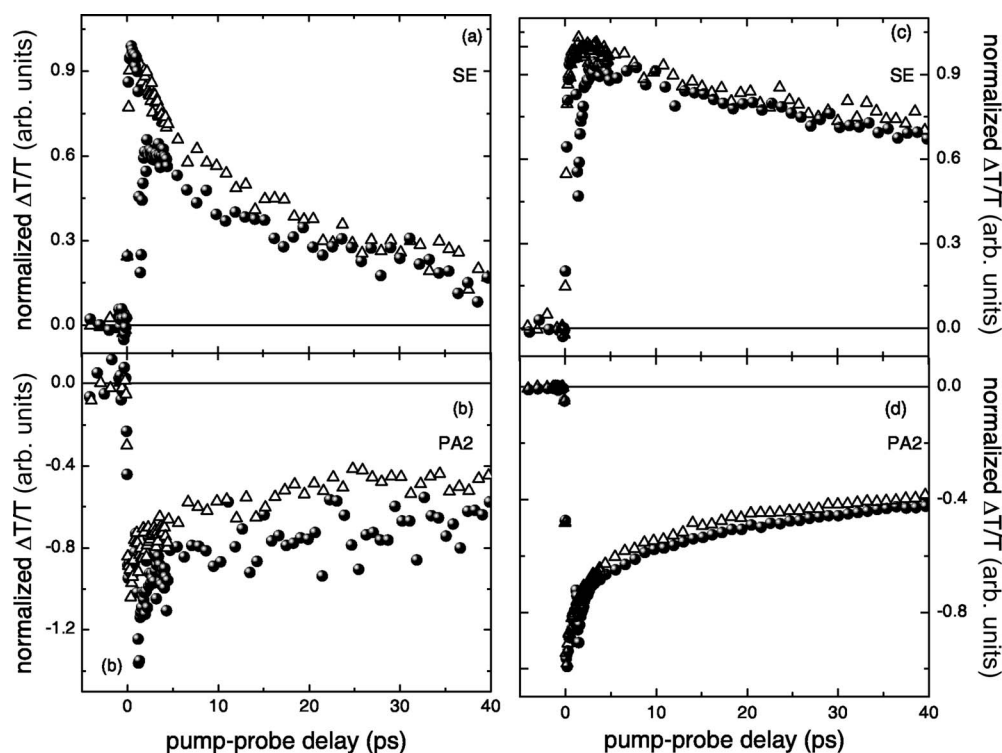 (a)
SE
normalized ΔT/T (arb. units)
0.9
0.6
0.3
0.0
(c)
SE
normalized ΔT/T (arb. units)
0.9
0.6
0.3
0.0
(b)
PA2
(b)
normalized ΔT/T (arb. units)
0.0
-0.4
-0.8
-1.2
0 10 20 30 40
pump-probe delay (ps)
(d)
PA2
normalized ΔT/T (arb. units)
0.0
-0.4
-0.8
0 10 20 30 40
pump-probe delay (ps)